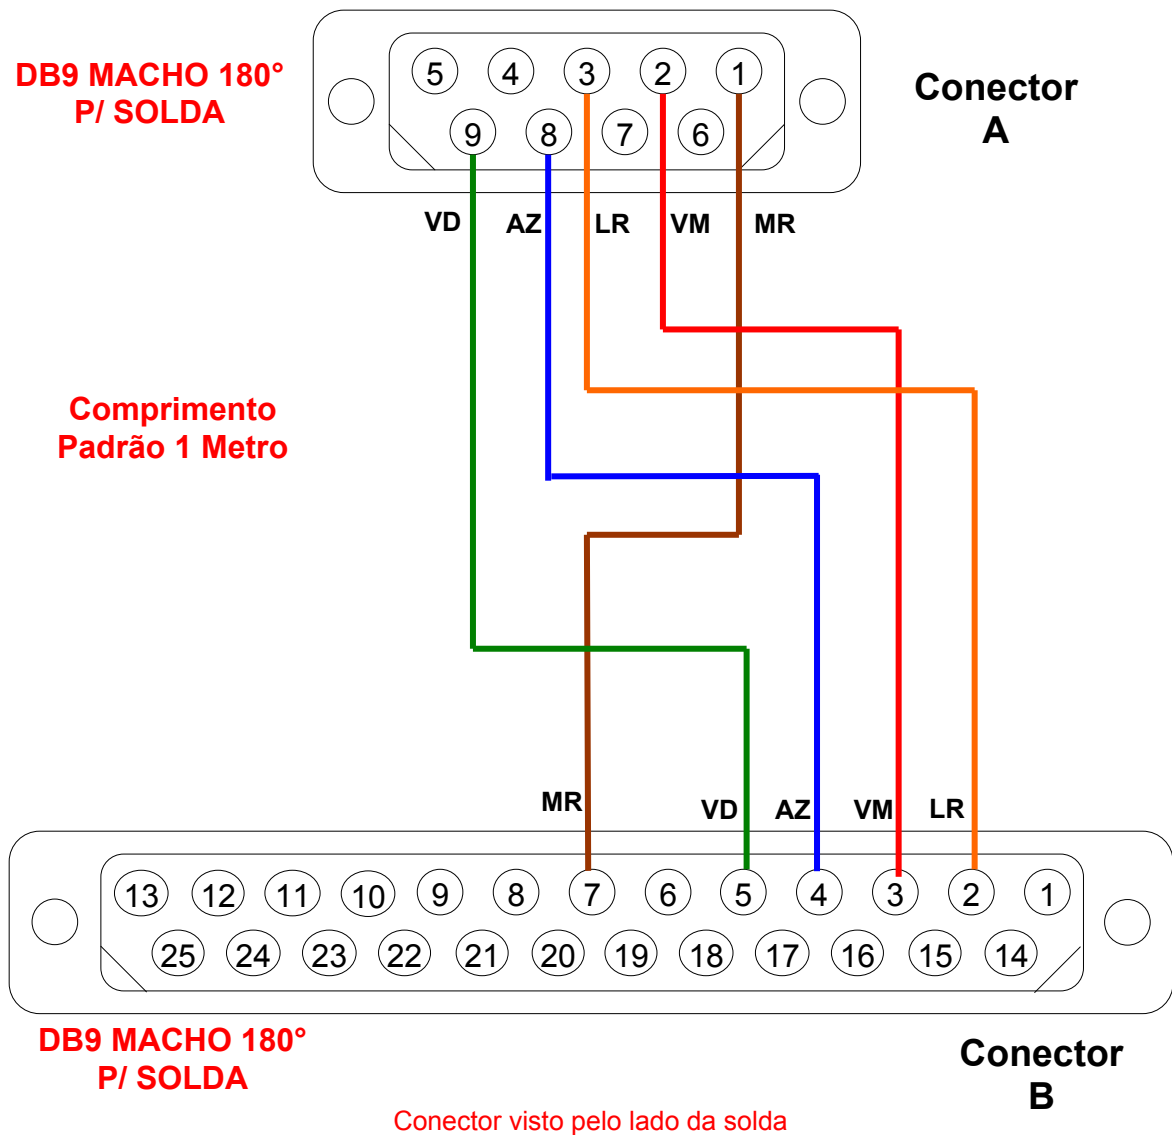 DB9 MACHO 180°
P/ SOLDA
5 4 3 2 1
9 8 7 6
Conector
A
VD AZ LR VM MR
Comprimento
Padrão 1 Metro
MR VD AZ VM LR
13 12 11 10 9 8 7 6 5 4 3 2 1
25 24 23 22 21 20 19 18 17 16 15 14
DB9 MACHO 180°
P/ SOLDA
Conector
B
Conector visto pelo lado da solda